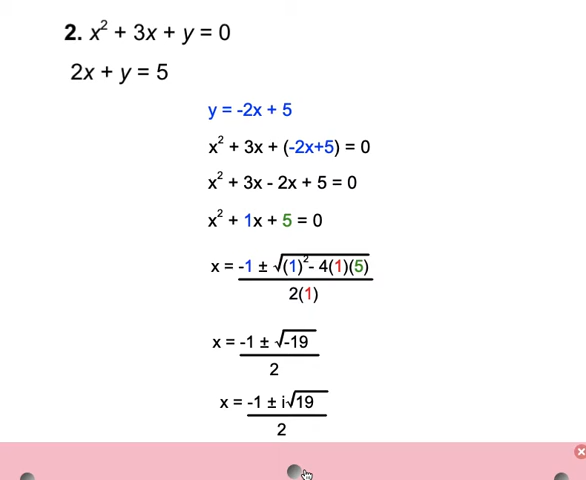 2. x² + 3x + y = 0
2x + y = 5
y = -2x + 5
x² + 3x + (-2x+5) = 0
x² + 3x - 2x + 5 = 0
x² + 1x + 5 = 0
x = -1 ± √(1)² - 4(1)(5)
2(1)
x = -1 ± √-19
2
x = -1 ± i√19
2